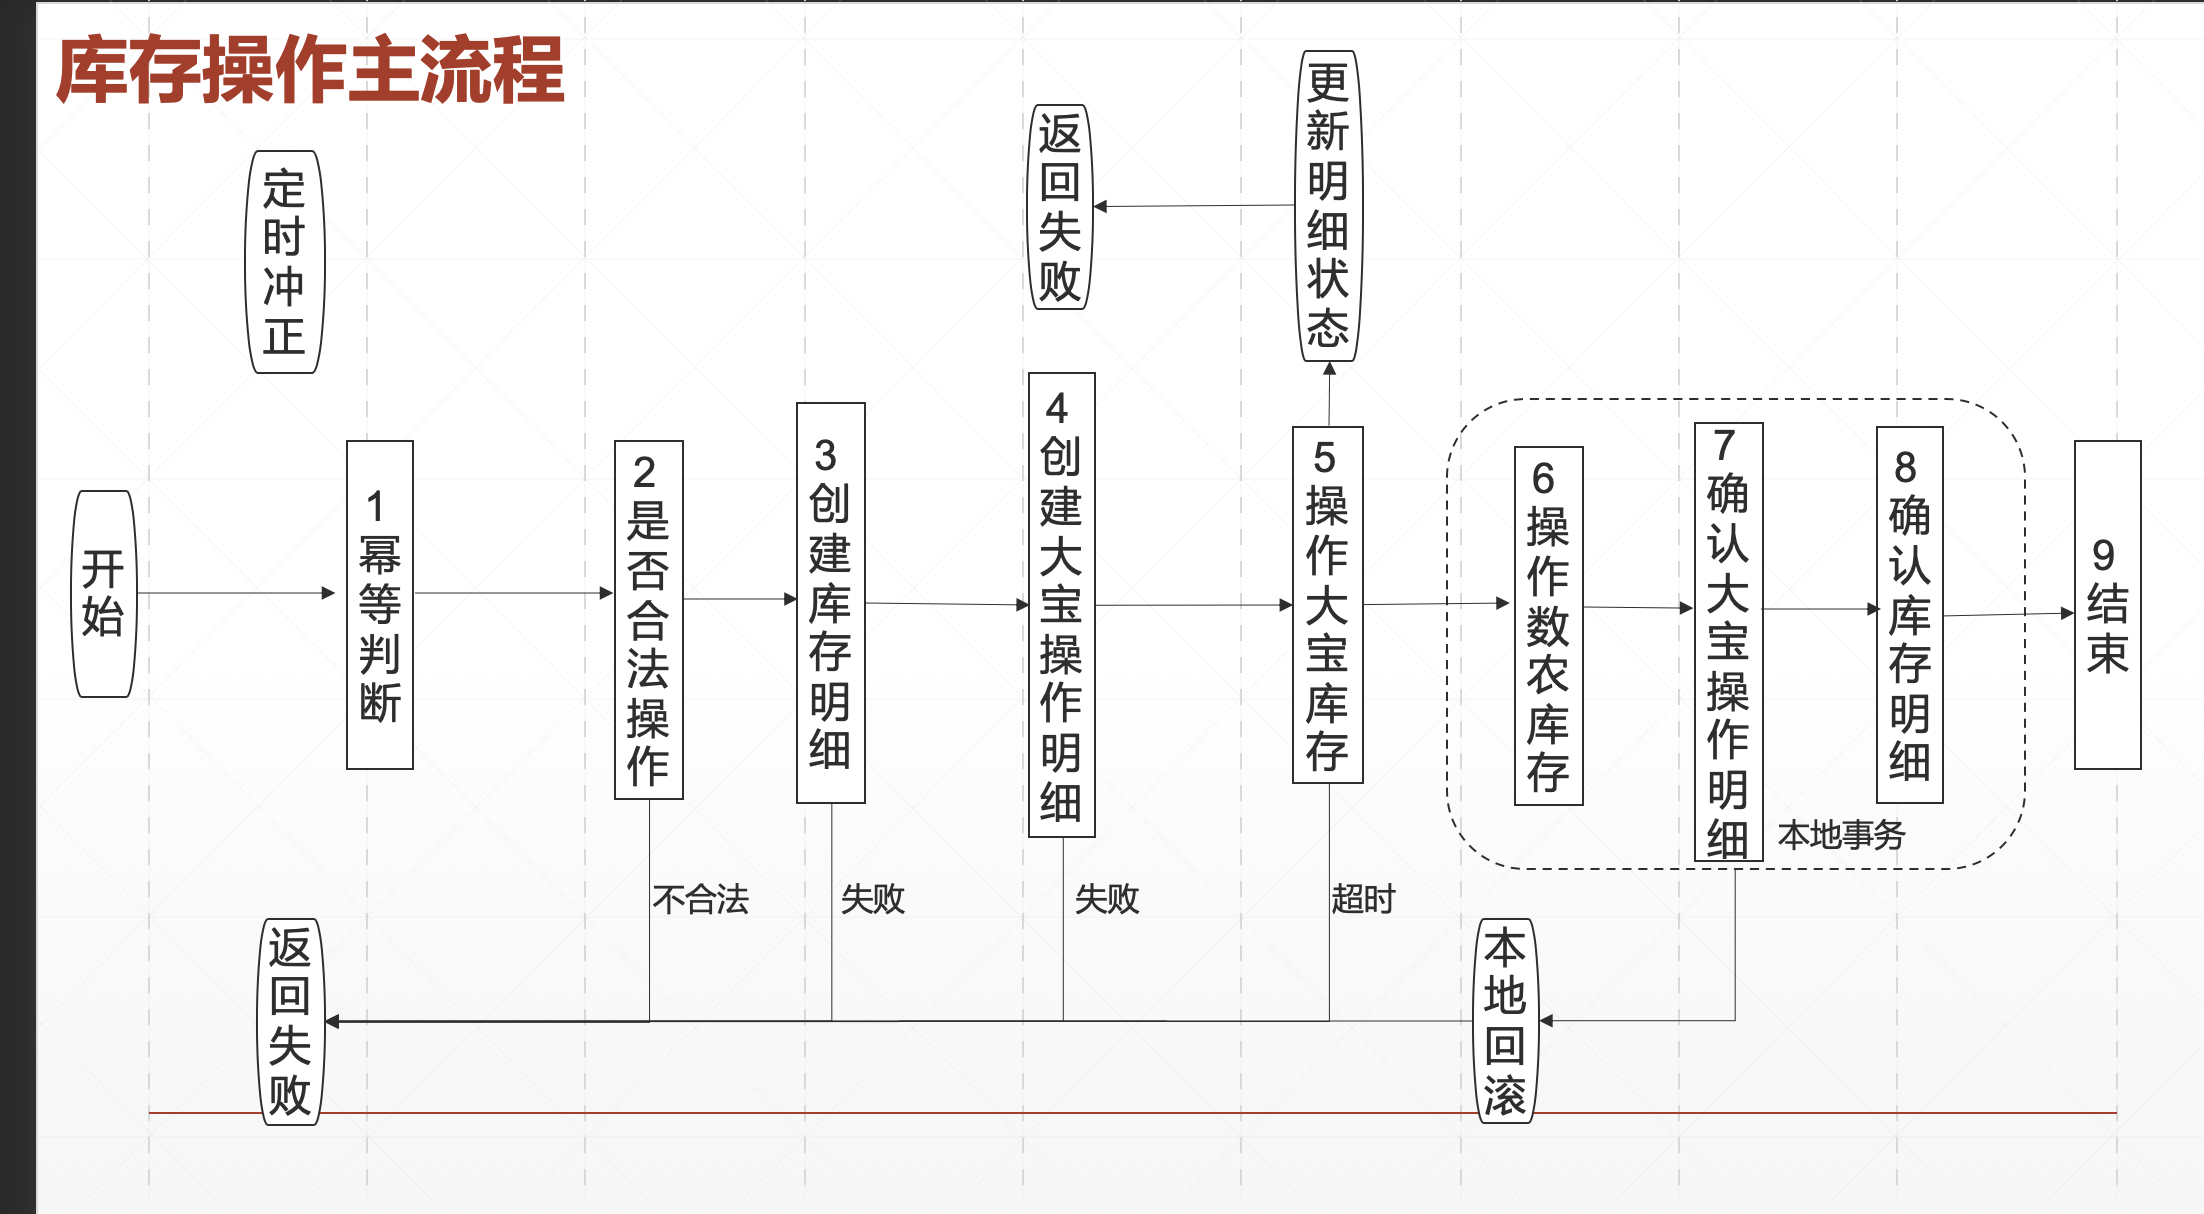 库存操作主流程
定时冲正
返回失败
更新明细状态
开始
1幂等判断
2是否合法操作
3创建库存明细
4创建大宝操作明细
5操作大宝库存
6操作数农库存
7确认大宝操作明细
8确认库存明细
9结束
本地事务
不合法
失败
失败
超时
返回失败
本地回滚